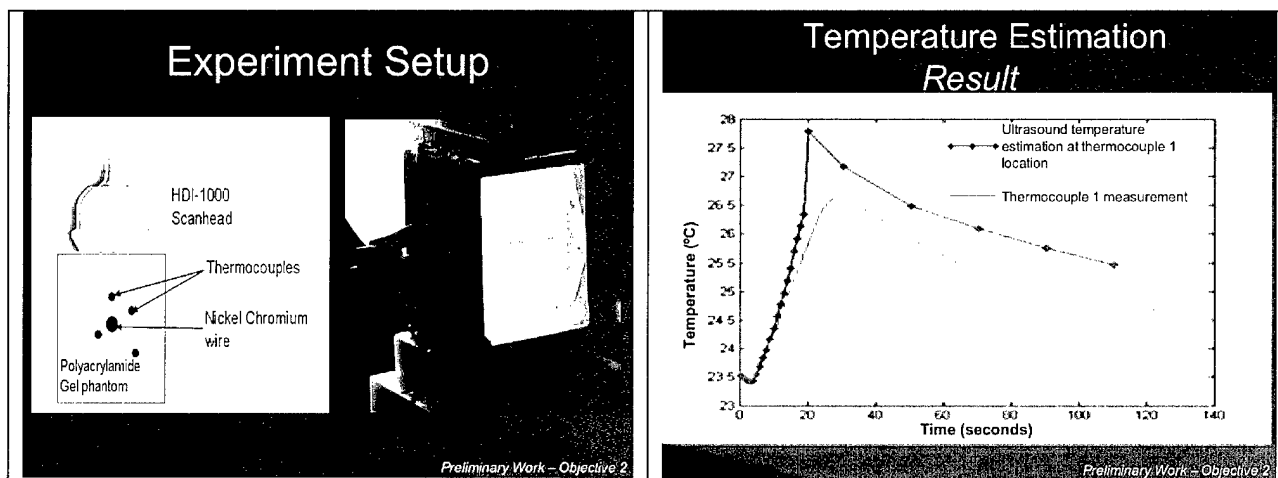 Experiment Setup
HDI-1000
Scanhead
Thermocouples
Nickel Chromium
wire
Polyacrylamide
Gel phantom
Preliminary Work – Objective 2
Temperature Estimation
Result
Temperature (ºC)
28
27 5
27
26.5
26
25.5
25
24.5
24
23 5
23
Ultrasound temperature
estimation at thermocouple 1
location
Thermocouple 1 measurement
0 20 40 60 80 100 120 140
Time (seconds)
Preliminary Work – Objective 2